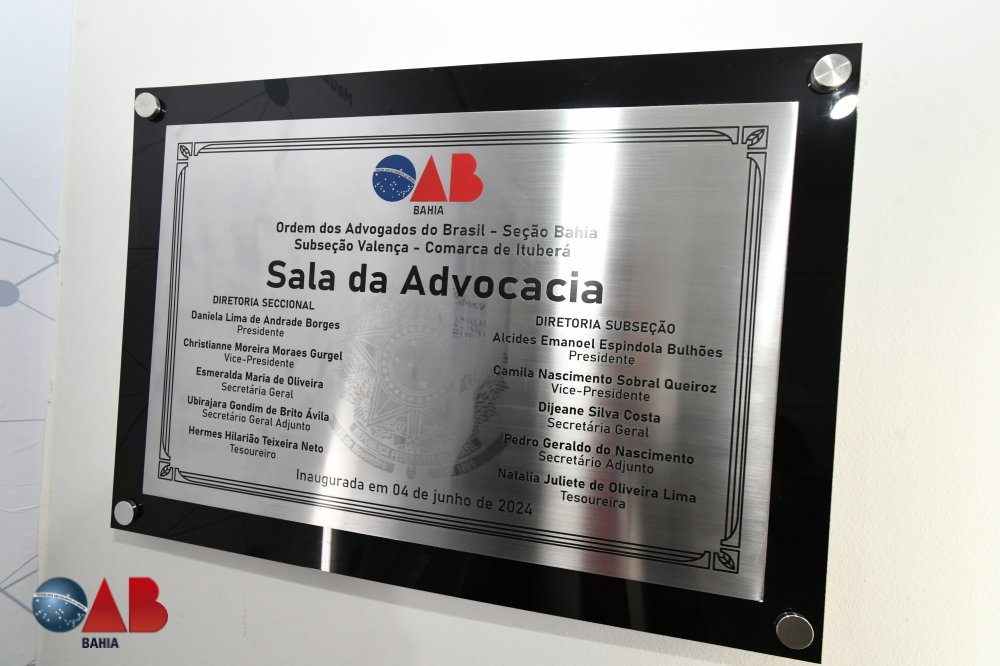 OAB
BAHIA
Ordem dos Advogados do Brasil - Seção Bahia
Subseção Valença - Comarca de Ituberá
Sala da Advocacia
DIRETORIA SECCIONAL
Daniela Lima de Andrade Borges
Presidente
Christianne Moreira Moraes Gurgel
Vice-Presidente
Esmeralda Maria de Oliveira
Secretária Geral
Ubirajara Gondim de Brito Ávila
Secretário Geral Adjunto
Hermes Hilarião Teixeira Neto
Tesoureiro
DIRETORIA SUBSEÇÃO
Alcides Emanoel Espindola Bulhões
Presidente
Camila Nascimento Sobral Queiroz
Vice-Presidente
Dijeane Silva Costa
Secretária Geral
Pedro Geraldo do Nascimento
Secretário Adjunto
Natalia Juliete de Oliveira Lima
Tesoureira
Inaugurada em 04 de junho de 2024
OAB
BAHIA